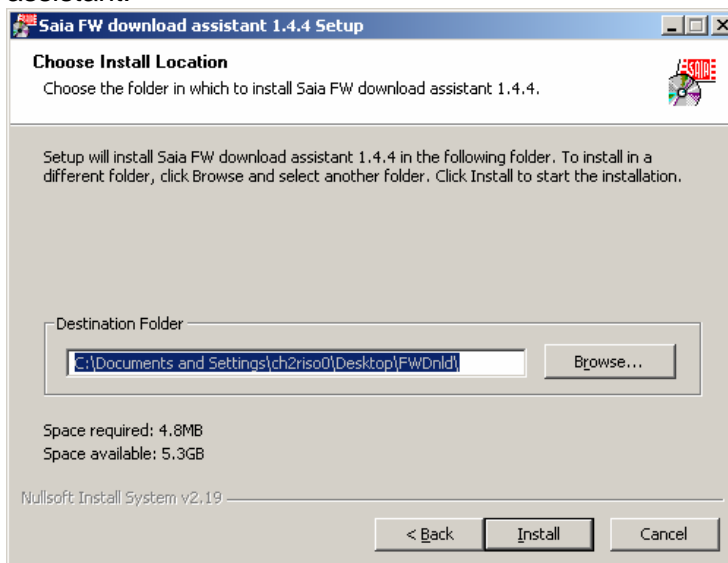 assistant.
Saia FW download assistant 1.4.4 Setup
Choose Install Location
Choose the folder in which to install Saia FW download assistant 1.4.4.
SAIA
Setup will install Saia FW download assistant 1.4.4 in the following folder. To install in a
different folder, click Browse and select another folder. Click Install to start the installation.
Destination Folder
C:\Documents and Settings\ch2riso0\Desktop\FWDnld\
Browse...
Space required: 4.8MB
Space available: 5.3GB
Nullsoft Install System v2.19
< Back
Install
Cancel